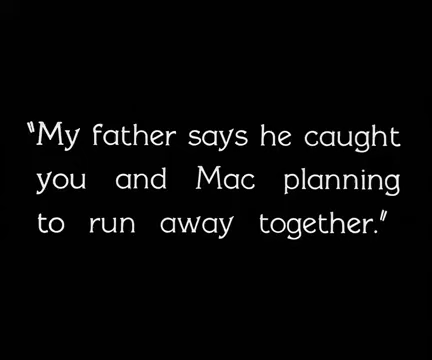 "My father says he caught
you and Mac planning
to run away together."